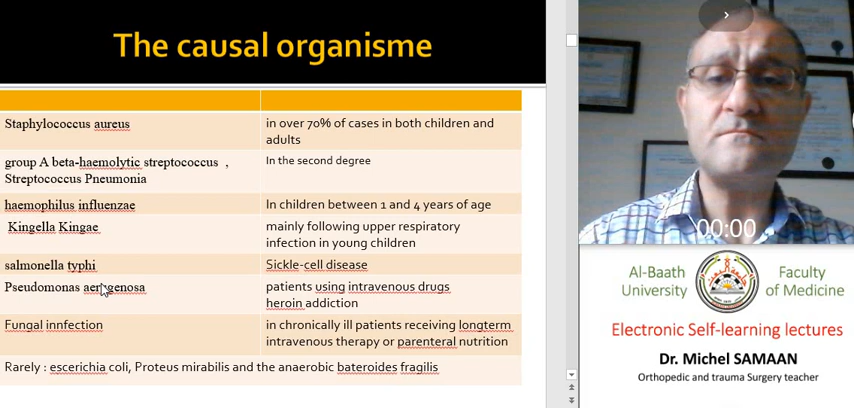 The causal organisme
Staphylococcus aureus
in over 70% of cases in both children and
adults
group A beta-haemolytic streptococcus ,
Streptococcus Pneumonia
In the second degree
haemophilus influenzae
In children between 1 and 4 years of age
Kingella Kingae
mainly following upper respiratory
infection in young children
salmonella typhi
Sickle-cell disease
Pseudomonas aerogenosa
patients using intravenous drugs
heroin addiction
Fungal innfection
in chronically ill patients receiving longterm
intravenous therapy or parenteral nutrition
Rarely : escerichia coli, Proteus mirabilis and the anaerobic bateroides fragilis
00:00
Al-Baath
University
Faculty
of Medicine
Electronic Self-learning lectures
Dr. Michel SAMAAN
Orthopedic and trauma Surgery teacher